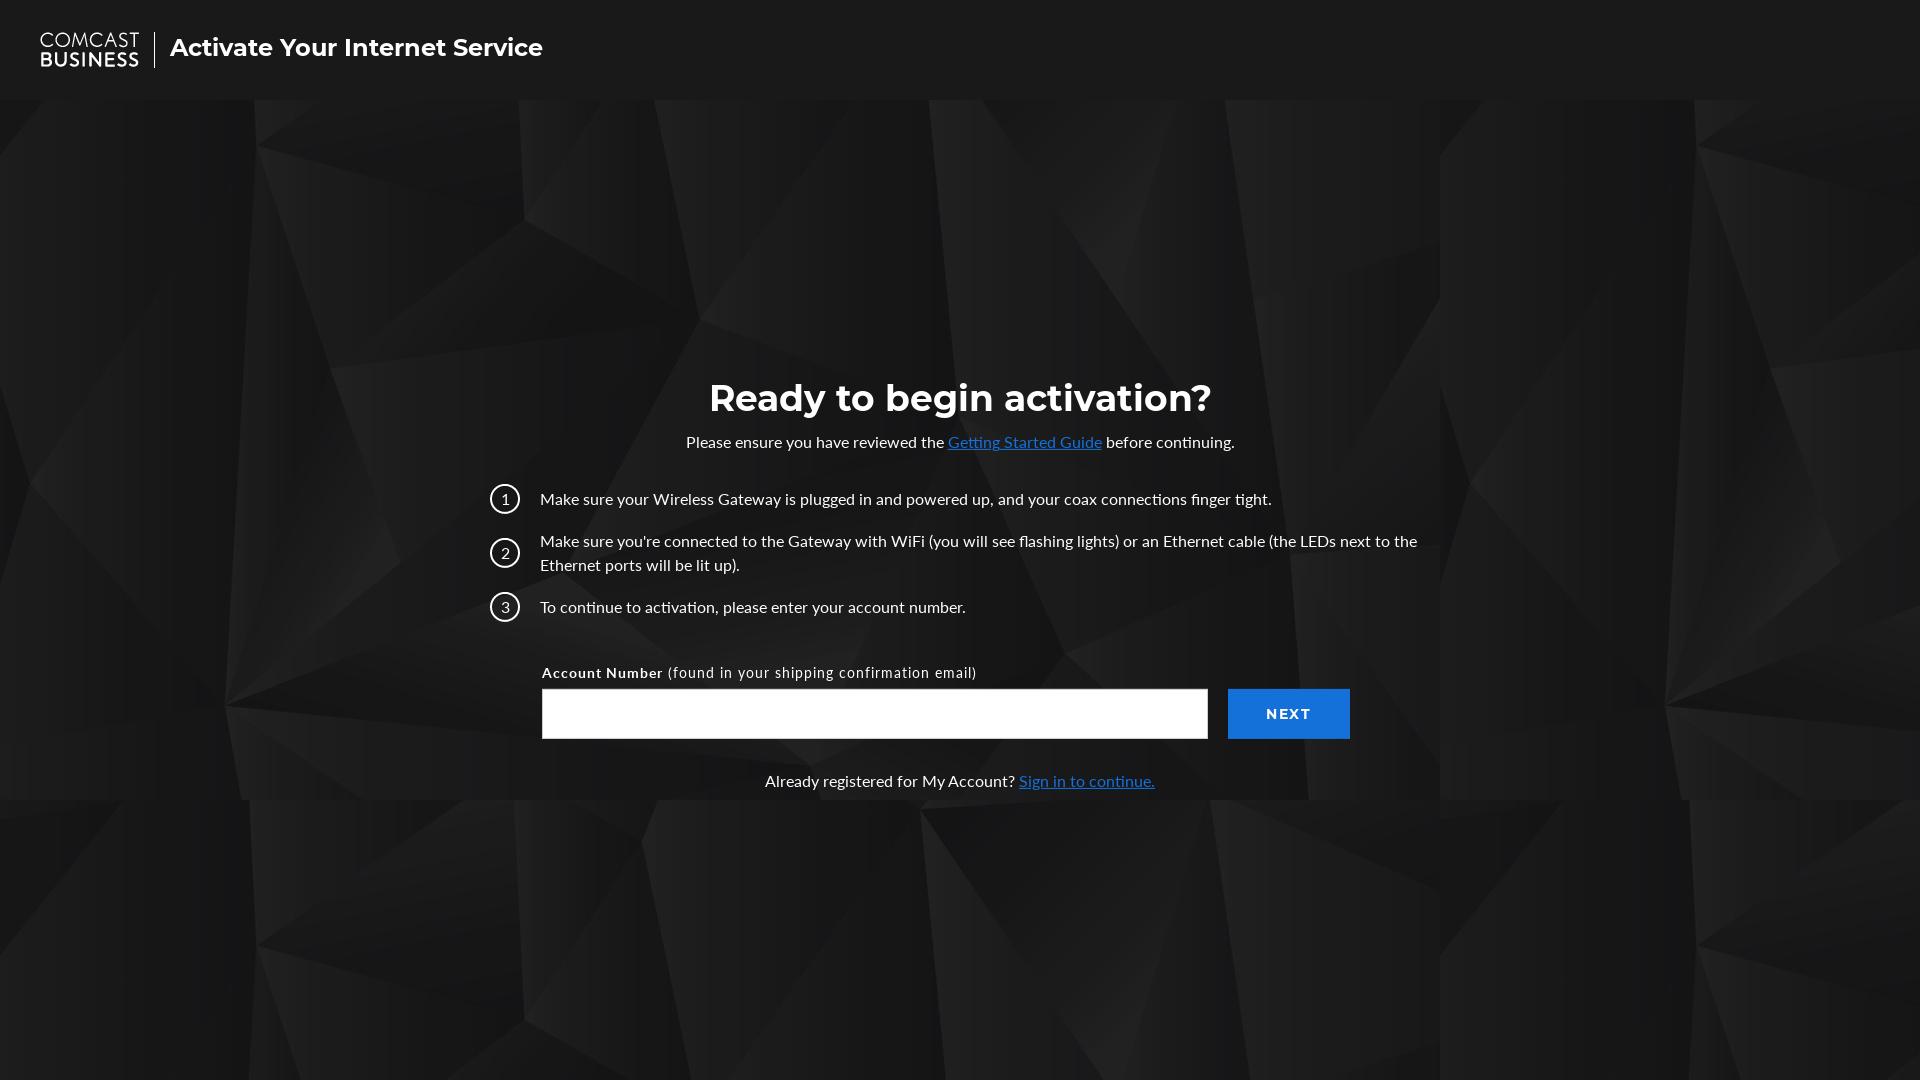 COMCAST
BUSINESS
Activate Your Internet Service
Ready to begin activation?
Please ensure you have reviewed the Getting Started Guide before continuing.
1 Make sure your Wireless Gateway is plugged in and powered up, and your coax connections finger tight.
2 Make sure you're connected to the Gateway with WiFi (you will see flashing lights) or an Ethernet cable (the LEDs next to the
Ethernet ports will be lit up).
3 To continue to activation, please enter your account number.
Account Number (found in your shipping confirmation email)
NEXT
Already registered for My Account? Sign in to continue.